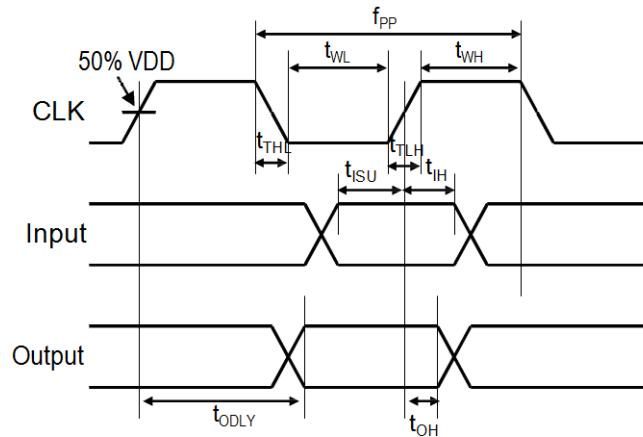 fPP
50% VDD
tWL
tWH
CLK
tTHL
tTLH
tISU
tIH
Input
Output
tODLY
tOH